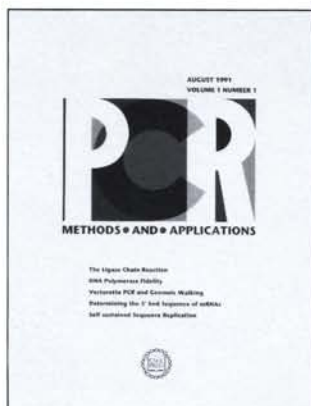 AUGUST 1991
VOLUME 1 NUMBER 1
PCR
METHODS • AND • APPLICATIONS
The Ligase Chain Reaction
DNA Polymerase Fidelity
Vectorette PCR and Genomic Walking
Determining the 5' End Sequence of mRNAs
Self-sustained Sequence Replication